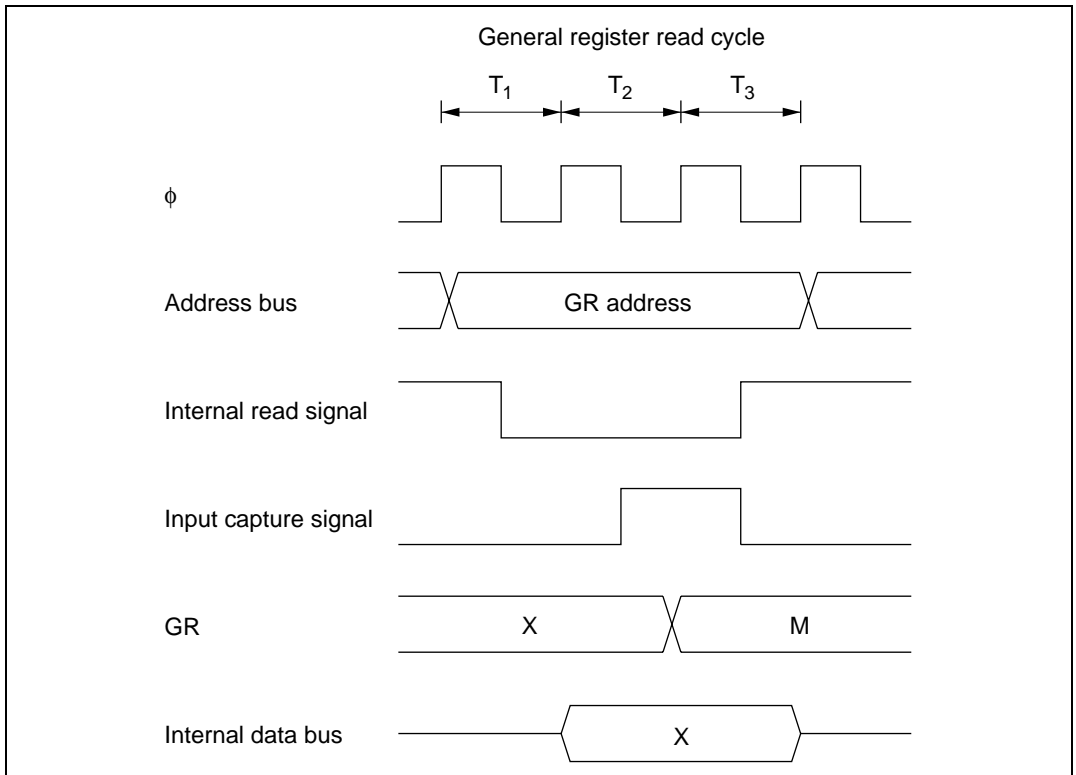 General register read cycle
T1 T2 T3
ϕ
Address bus GR address
Internal read signal
Input capture signal
GR X M
Internal data bus X